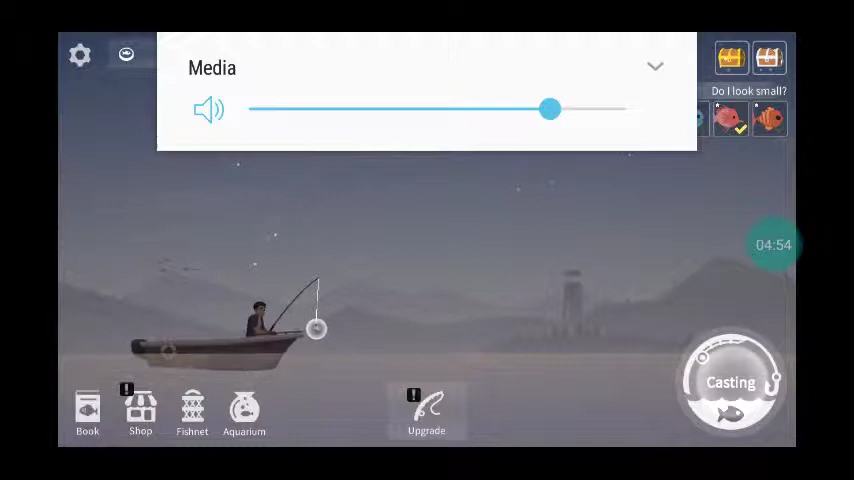 Media
Do I look small?
04:54
Casting
Book
Shop
Fishnet
Aquarium
Upgrade